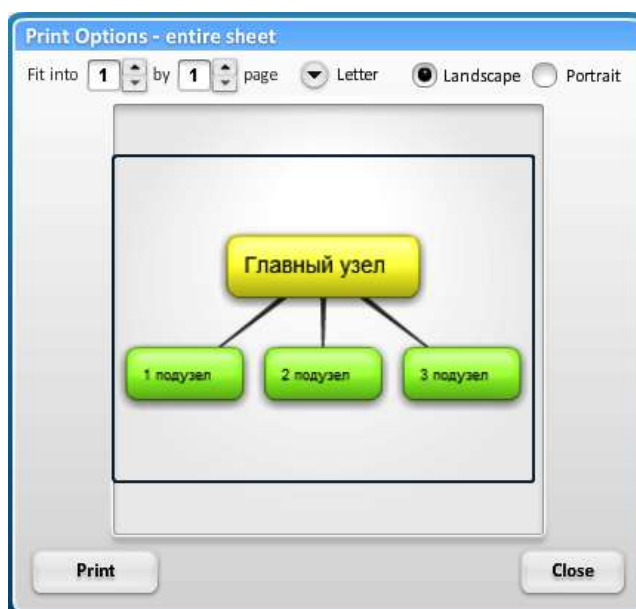 Print Options - entire sheet
Fit into 1 by 1 page Letter Landscape Portrait
Главный узел
1 подузел 2 подузел 3 подузел
Print Close